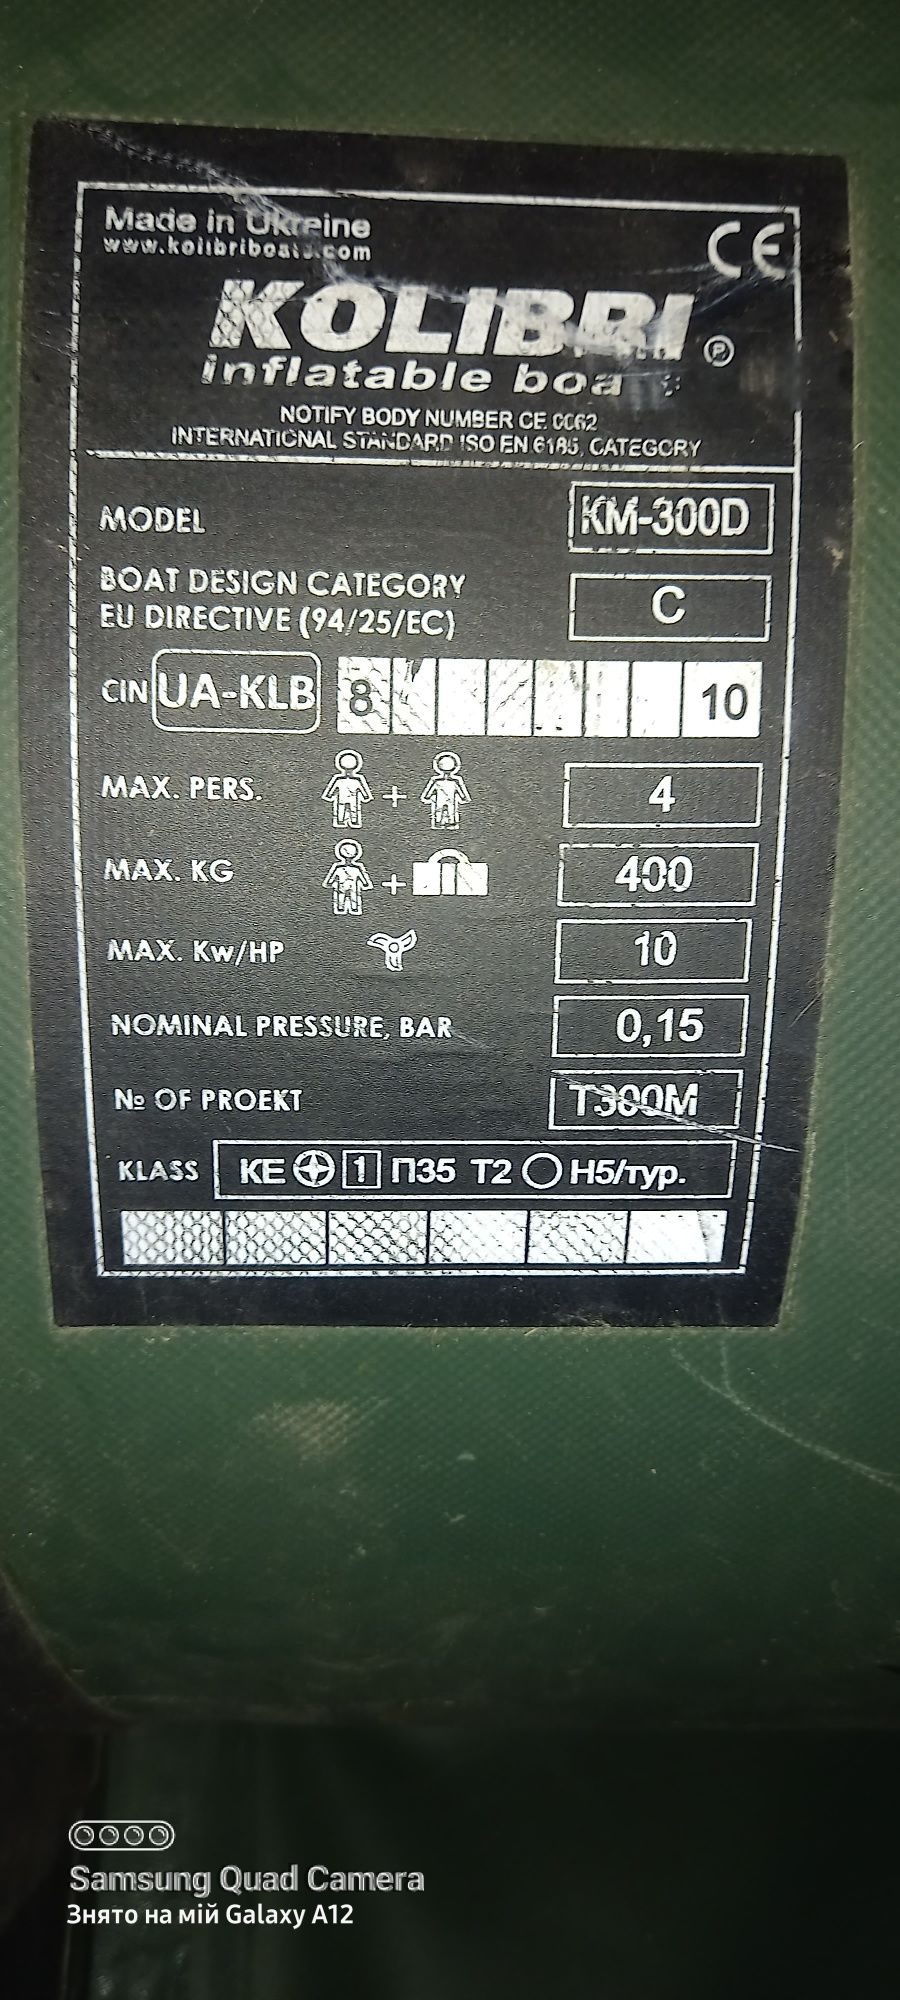 Made in Ukraine
www.kolibriboats.com
CE
KOLIBRI ®
inflatable boats
NOTIFY BODY NUMBER CE 0062
INTERNATIONAL STANDARD ISO EN 6185, CATEGORY
MODEL KM-300D
BOAT DESIGN CATEGORY
EU DIRECTIVE (94/25/EC) C
CIN UA-KLB 8 10
MAX. PERS. + 4
MAX. KG + 400
MAX. Kw/HP 10
NOMINAL PRESSURE, BAR 0,15
№ OF PROEKT T300M
KLASS КЕ 1 П35 Т2 Н5/тур.
Samsung Quad Camera
Знято на мій Galaxy A12